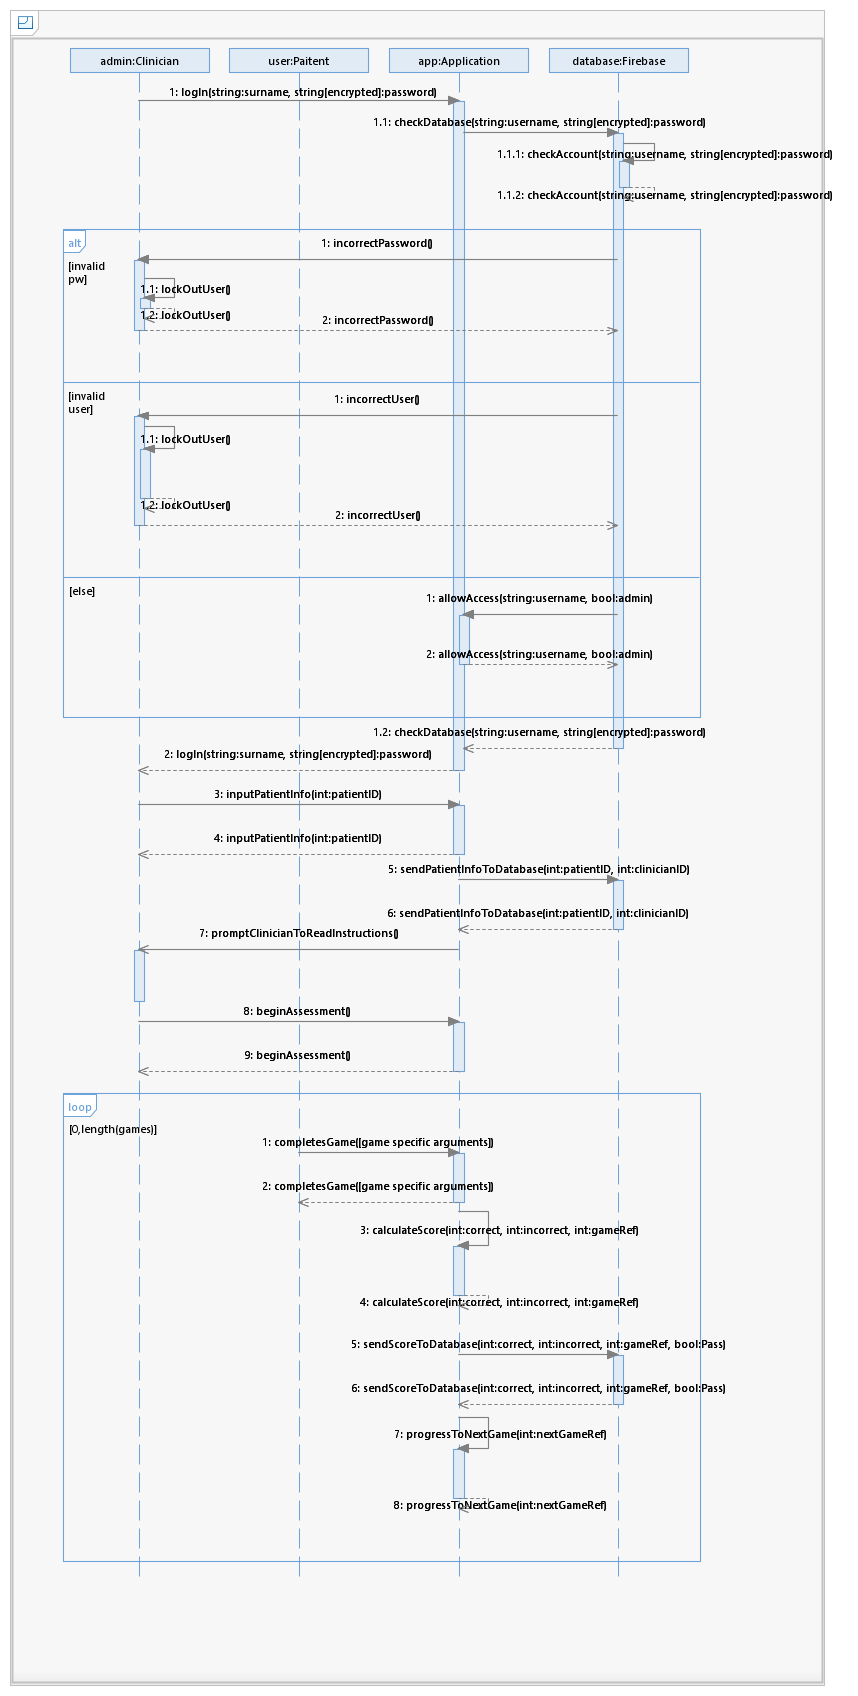 admin:Clinician
user:Paitent
app:Application
database:Firebase
1: logIn(string:surname, string[encrypted]:password)
1.1: checkDatabase(string:username, string[encrypted]:password)
1.1.1: checkAccount(string:username, string[encrypted]:password)
1.1.2: checkAccount(string:username, string[encrypted]:password)
alt
1: incorrectPassword()
[invalid
pw]
1.1: lockOutUser()
1.2: lockOutUser()
2: incorrectPassword()
[invalid
user]
1: incorrectUser()
1.1: lockOutUser()
1.2: lockOutUser()
2: incorrectUser()
[else]
1: allowAccess(string:username, bool:admin)
2: allowAccess(string:username, bool:admin)
1.2: checkDatabase(string:username, string[encrypted]:password)
2: logIn(string:surname, string[encrypted]:password)
3: inputPatientInfo(int:patientID)
4: inputPatientInfo(int:patientID)
5: sendPatientInfoToDatabase(int:patientID, int:clinicianID)
6: sendPatientInfoToDatabase(int:patientID, int:clinicianID)
7: promptClinicianToReadInstructions()
8: beginAssessment()
9: beginAssessment()
loop
[0,length(games)]
1: completesGame([game specific arguments])
2: completesGame([game specific arguments])
3: calculateScore(int:correct, int:incorrect, int:gameRef)
4: calculateScore(int:correct, int:incorrect, int:gameRef)
5: sendScoreToDatabase(int:correct, int:incorrect, int:gameRef, bool:Pass)
6: sendScoreToDatabase(int:correct, int:incorrect, int:gameRef, bool:Pass)
7: progressToNextGame(int:nextGameRef)
8: progressToNextGame(int:nextGameRef)